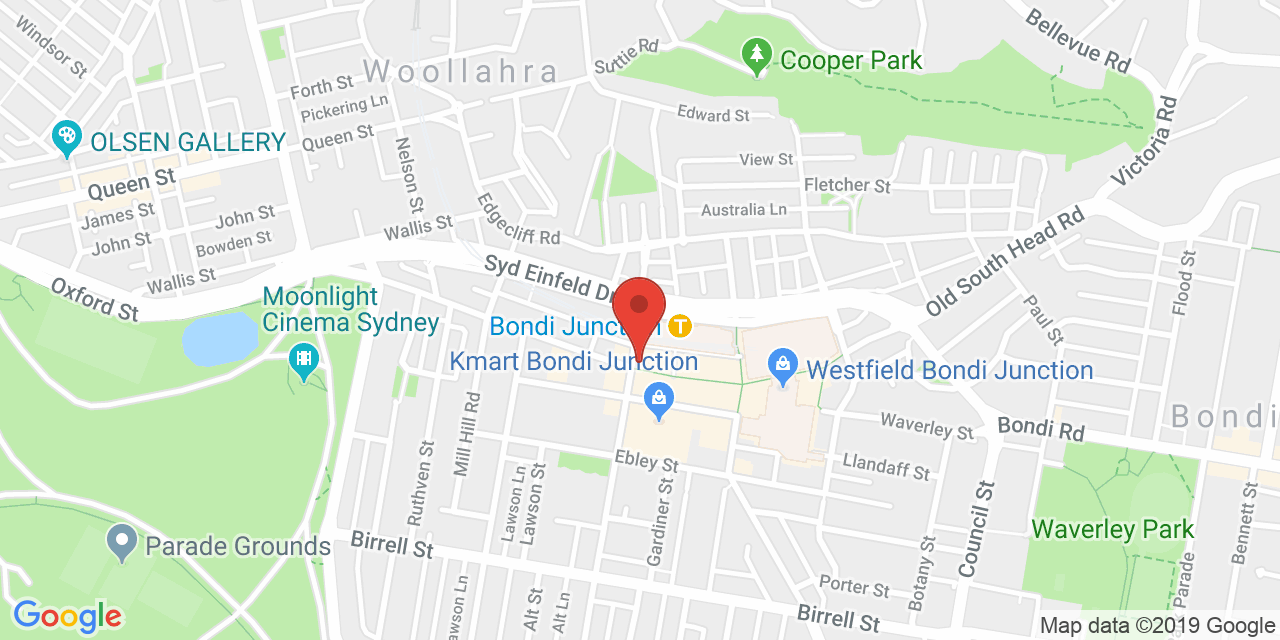 Windsor St
Bellevue Rd
Suttie Rd
Cooper Park
Woollahra
Forth St
Pickering Ln
Edward St
Victoria Rd
OLSEN GALLERY
Queen St
Nelson St
View St
Queen St
Fletcher St
James St
John St
Edgecliff Rd
Australia Ln
Old South Head Rd
John St
Bowden St
Wallis St
Flood St
Wallis St
Syd Einfeld Dr
Oxford St
Moonlight
Cinema Sydney
Paul St
Bondi Junction
T
Kmart Bondi Junction
Westfield Bondi Junction
Mill Hill Rd
Waverley St
Bondi Rd
Bondi
Ruthven St
Lawson Ln
Lawson St
Ebley St
Llandaff St
Gardiner St
Council St
Bennett St
Waverley Park
Parade Grounds
Birrell St
Botany St
Porter St
Parade
Lawson Ln
Alt St
Alt Ln
Birrell St
Google
Map data ©2019 Google